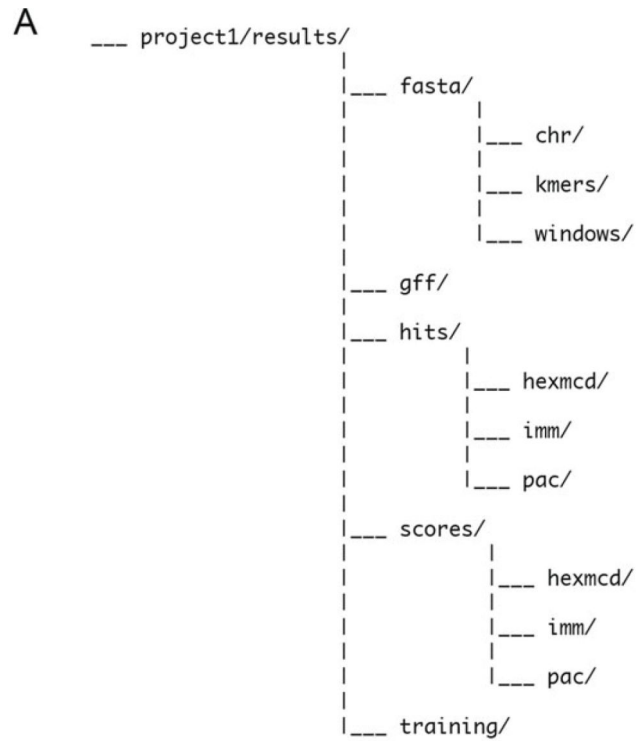 A
___ project1/results/
|___ fasta/
|___ chr/
|___ kmers/
|___ windows/
|___ gff/
|___ hits/
|___ hexmcd/
|___ imm/
|___ pac/
|___ scores/
|___ hexmcd/
|___ imm/
|___ pac/
|___ training/